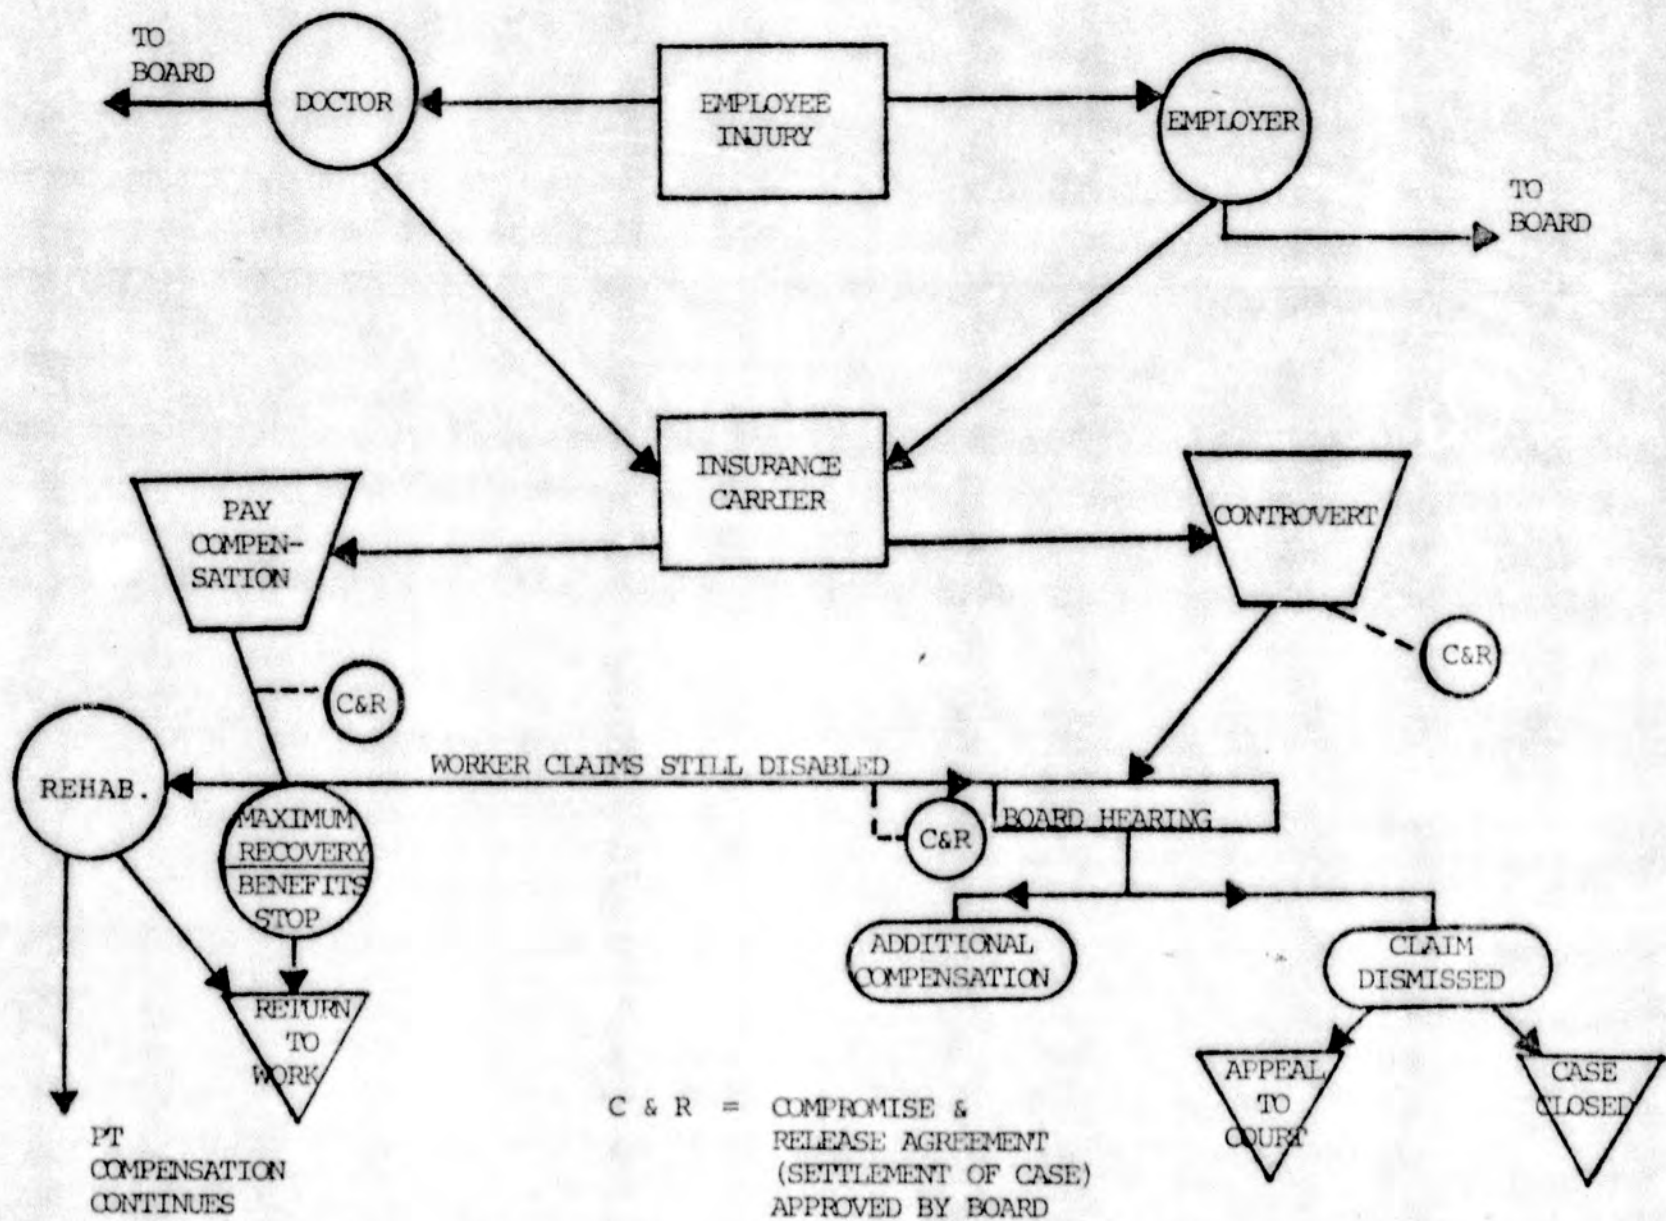 TO
BOARD
DOCTOR
EMPLOYEE
INJURY
EMPLOYER
TO
BOARD
INSURANCE
CARRIER
PAY
COMPEN-
SATION
CONTROVERT
C&R
C&R
REHAB.
WORKER CLAIMS STILL DISABLED
MAXIMUM
RECOVERY
BENEFITS
STOP
C&R
BOARD HEARING
ADDITIONAL
COMPENSATION
CLAIM
DISMISSED
RETURN
TO
WORK
APPEAL
TO
COURT
CASE
CLOSED
PT
COMPENSATION
CONTINUES
C & R = COMPROMISE &
RELEASE AGREEMENT
(SETTLEMENT OF CASE)
APPROVED BY BOARD